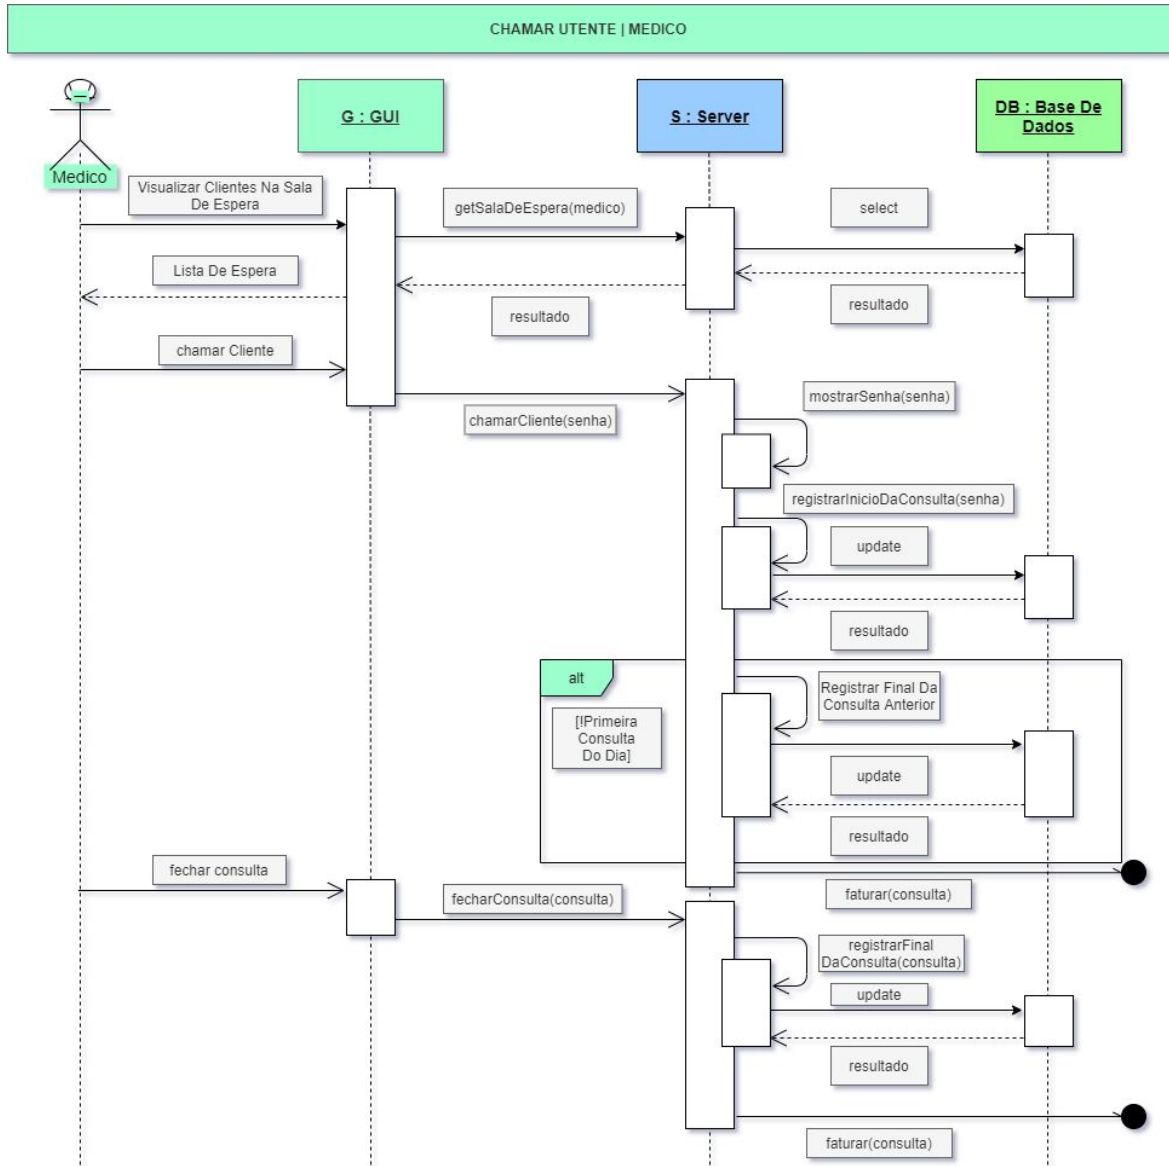 CHAMAR UTENTE | MEDICO
G : GUI
S : Server
DB : Base De
Dados
Medico
Visualizar Clientes Na Sala
De Espera
getSalaDeEspera(medico)
select
Lista De Espera
resultado
resultado
chamar Cliente
chamarCliente(senha)
mostrarSenha(senha)
registrarInicioDaConsulta(senha)
update
resultado
alt
[!Primeira
Consulta
Do Dia]
Registrar Final Da
Consulta Anterior
update
resultado
fechar consulta
faturar(consulta)
fecharConsulta(consulta)
registrarFinal
DaConsulta(consulta)
update
resultado
faturar(consulta)